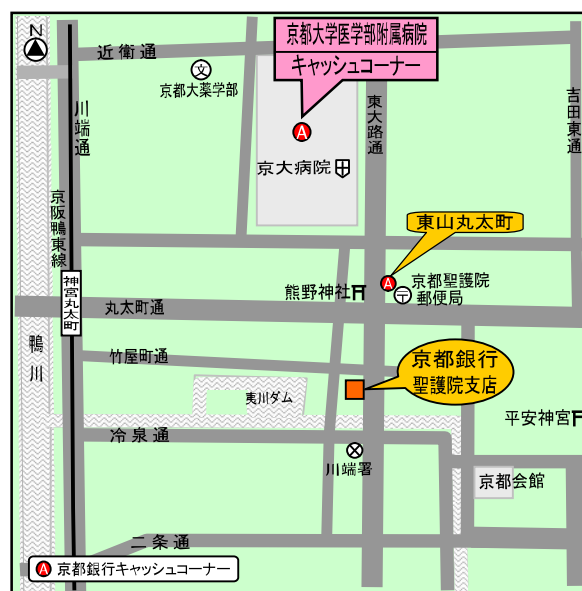 N
京都大学医学部附属病院
キャッシュコーナー
近衛通
文
京都大薬学部
川端通
東大路通
吉田東通
A
京大病院
京阪鴨東線
東山丸太町
神宮丸太町
A
京都聖護院
郵便局
熊野神社
丸太町通
鴨川
竹屋町通
京都銀行
聖護院支店
夷川ダム
平安神宮
冷泉通
川端署
京都会館
二条通
A 京都銀行キャッシュコーナー